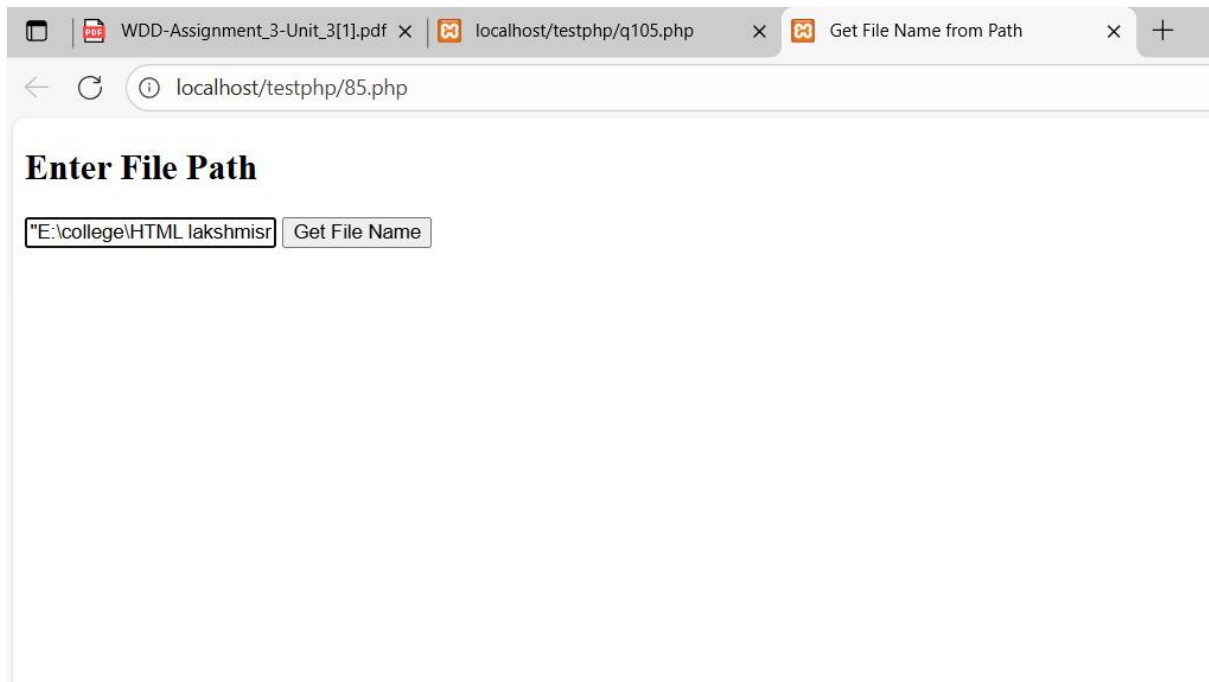 WDD-Assignment_3-Unit_3[1].pdf localhost/testphp/q105.php Get File Name from Path
localhost/testphp/85.php
Enter File Path
"E:\college\HTML lakshmisr Get File Name